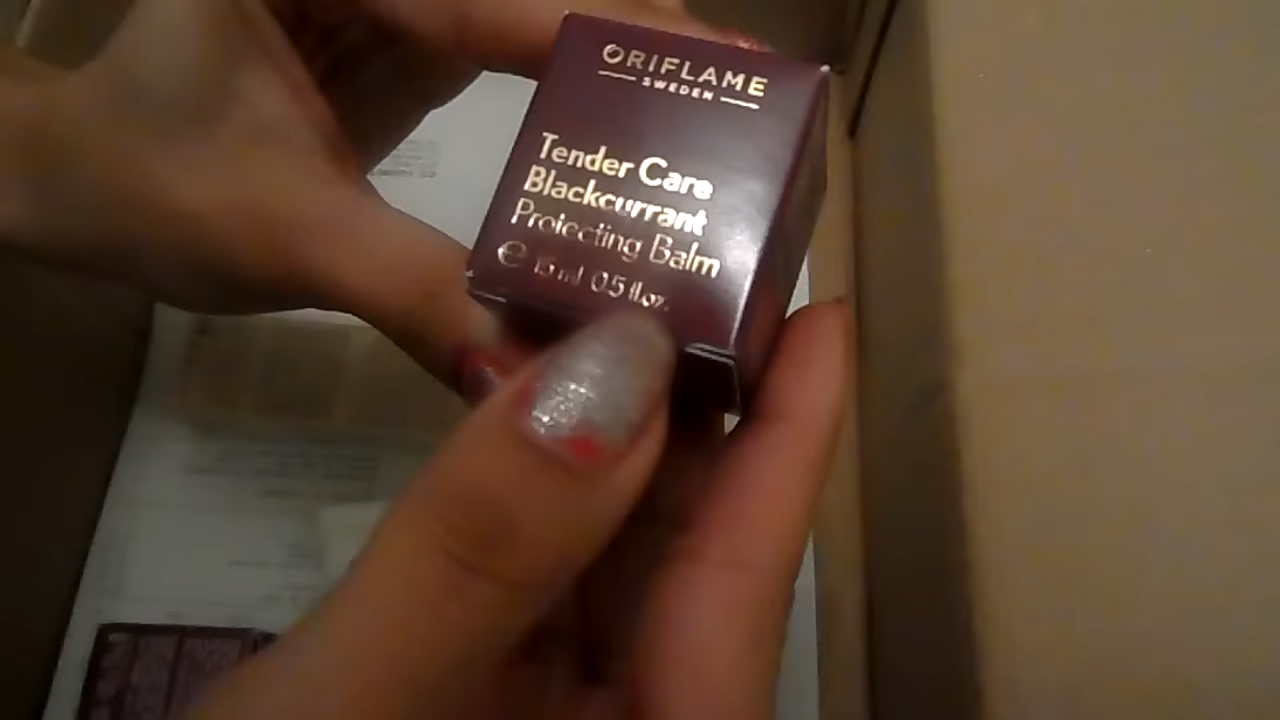 ORIFLAME
SWEDEN
Tender Care
Blackcurrant
Protecting Balm
℮ 15 ml 0.5 fl.oz.